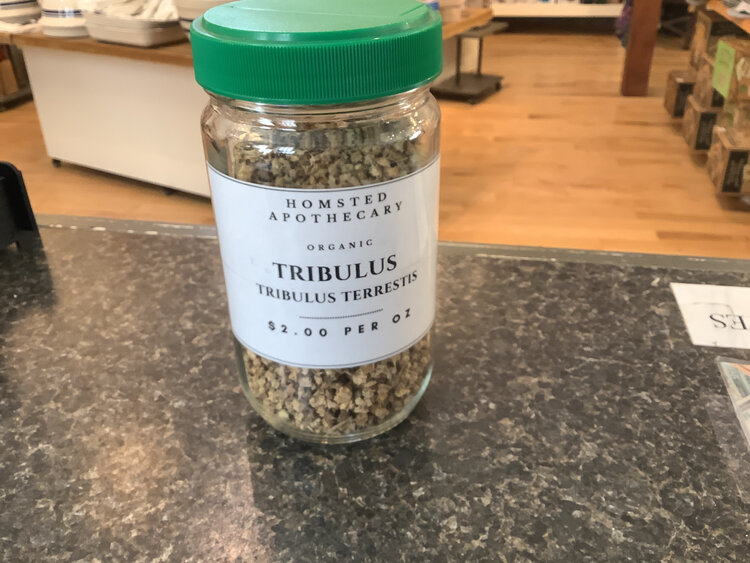 HOMSTED
APOTHECARY
ORGANIC
TRIBULUS
TRIBULUS TERRESTIS
$2.00 PER OZ